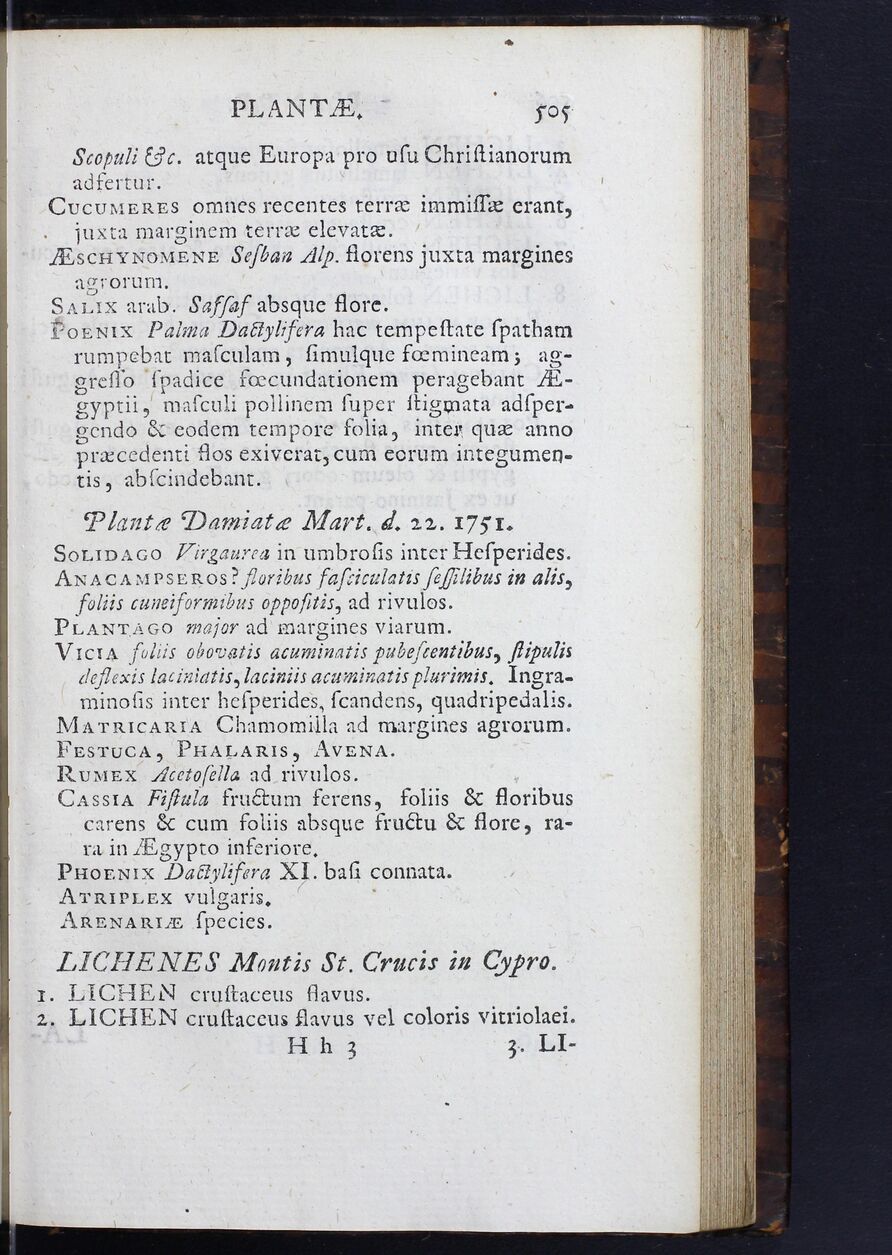 PLANTÆ. 505
Scopuli &c. atque Europa pro uſu Chriſtianorum
adfertur.
CUCUMERES omnes recentes terræ immiſſæ erant,
juxta marginem terræ elevatæ.
ÆSCHYNOMENE Seſban Alp. florens juxta margines
agrorum.
SALIX arab. Saffaf absque flore.
POENIX Palma Dactylifera hac tempeſtate ſpatham
rumpebat maſculam, ſimulque fœmineam; ag-
greſſo ſpadice fœcundationem peragebant Æ-
gyptii, maſculi pollinem ſuper ſtigmata adſper-
gendo & eodem tempore folia, inter quæ anno
præcedenti flos exiverat, cum eorum integumen-
tis, abſcindebant.
Plantæ Damiatæ Mart. d. 22. 1751.
SOLIDAGO Virgaurea in umbroſis inter Heſperides.
ANACAMPSEROS? floribus faſciculatis ſeſſilibus in alis,
foliis cuneiformibus oppoſitis, ad rivulos.
PLANTAGO major ad margines viarum.
VICIA foliis obovatis acuminatis pubeſcentibus, ſtipulis
deflexis laciniatis, laciniis acuminatis plurimis. Ingra-
minoſis inter heſperides, ſcandens, quadripedalis.
MATRICARIA Chamomilla ad margines agrorum.
FESTUCA, PHALARIS, AVENA.
RUMEX Acetoſella ad rivulos.
CASSIA Fiſtula fructum ferens, foliis & floribus
carens & cum foliis absque fructu & flore, ra-
ra in Ægypto inferiore.
PHOENIX Dactylifera XI. baſi connata.
ATRIPLEX vulgaris.
ARENARIÆ ſpecies.
LICHENES Montis St. Crucis in Cypro.
1. LICHEN cruſtaceus flavus.
2. LICHEN cruſtaceus flavus vel coloris vitriolaei.
H h 3 3. LI-